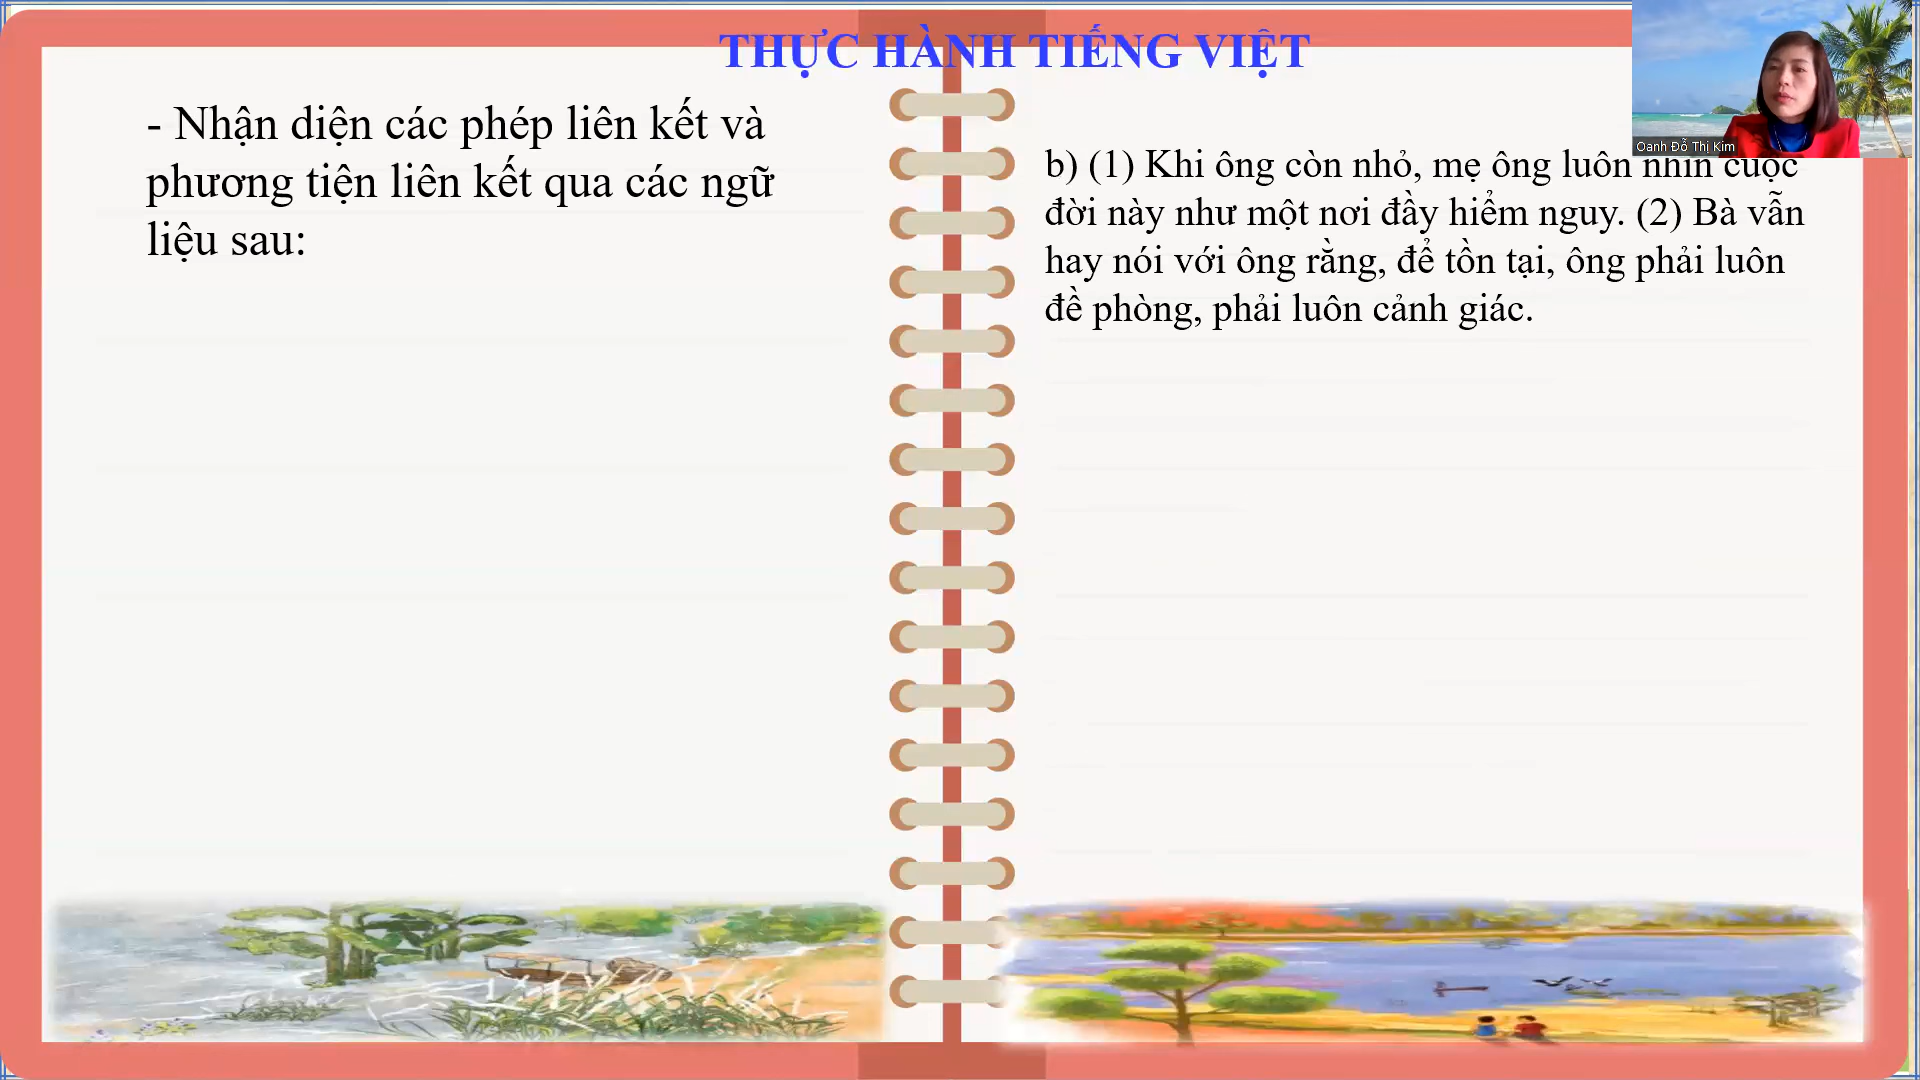 THỰC HÀNH TIẾNG VIỆT
- Nhận diện các phép liên kết và
phương tiện liên kết qua các ngữ
liệu sau:
Oanh Đỗ Thị Kim
b) (1) Khi ông còn nhỏ, mẹ ông luôn nhìn cuộc
đời này như một nơi đầy hiểm nguy. (2) Bà vẫn
hay nói với ông rằng, để tồn tại, ông phải luôn
đề phòng, phải luôn cảnh giác.